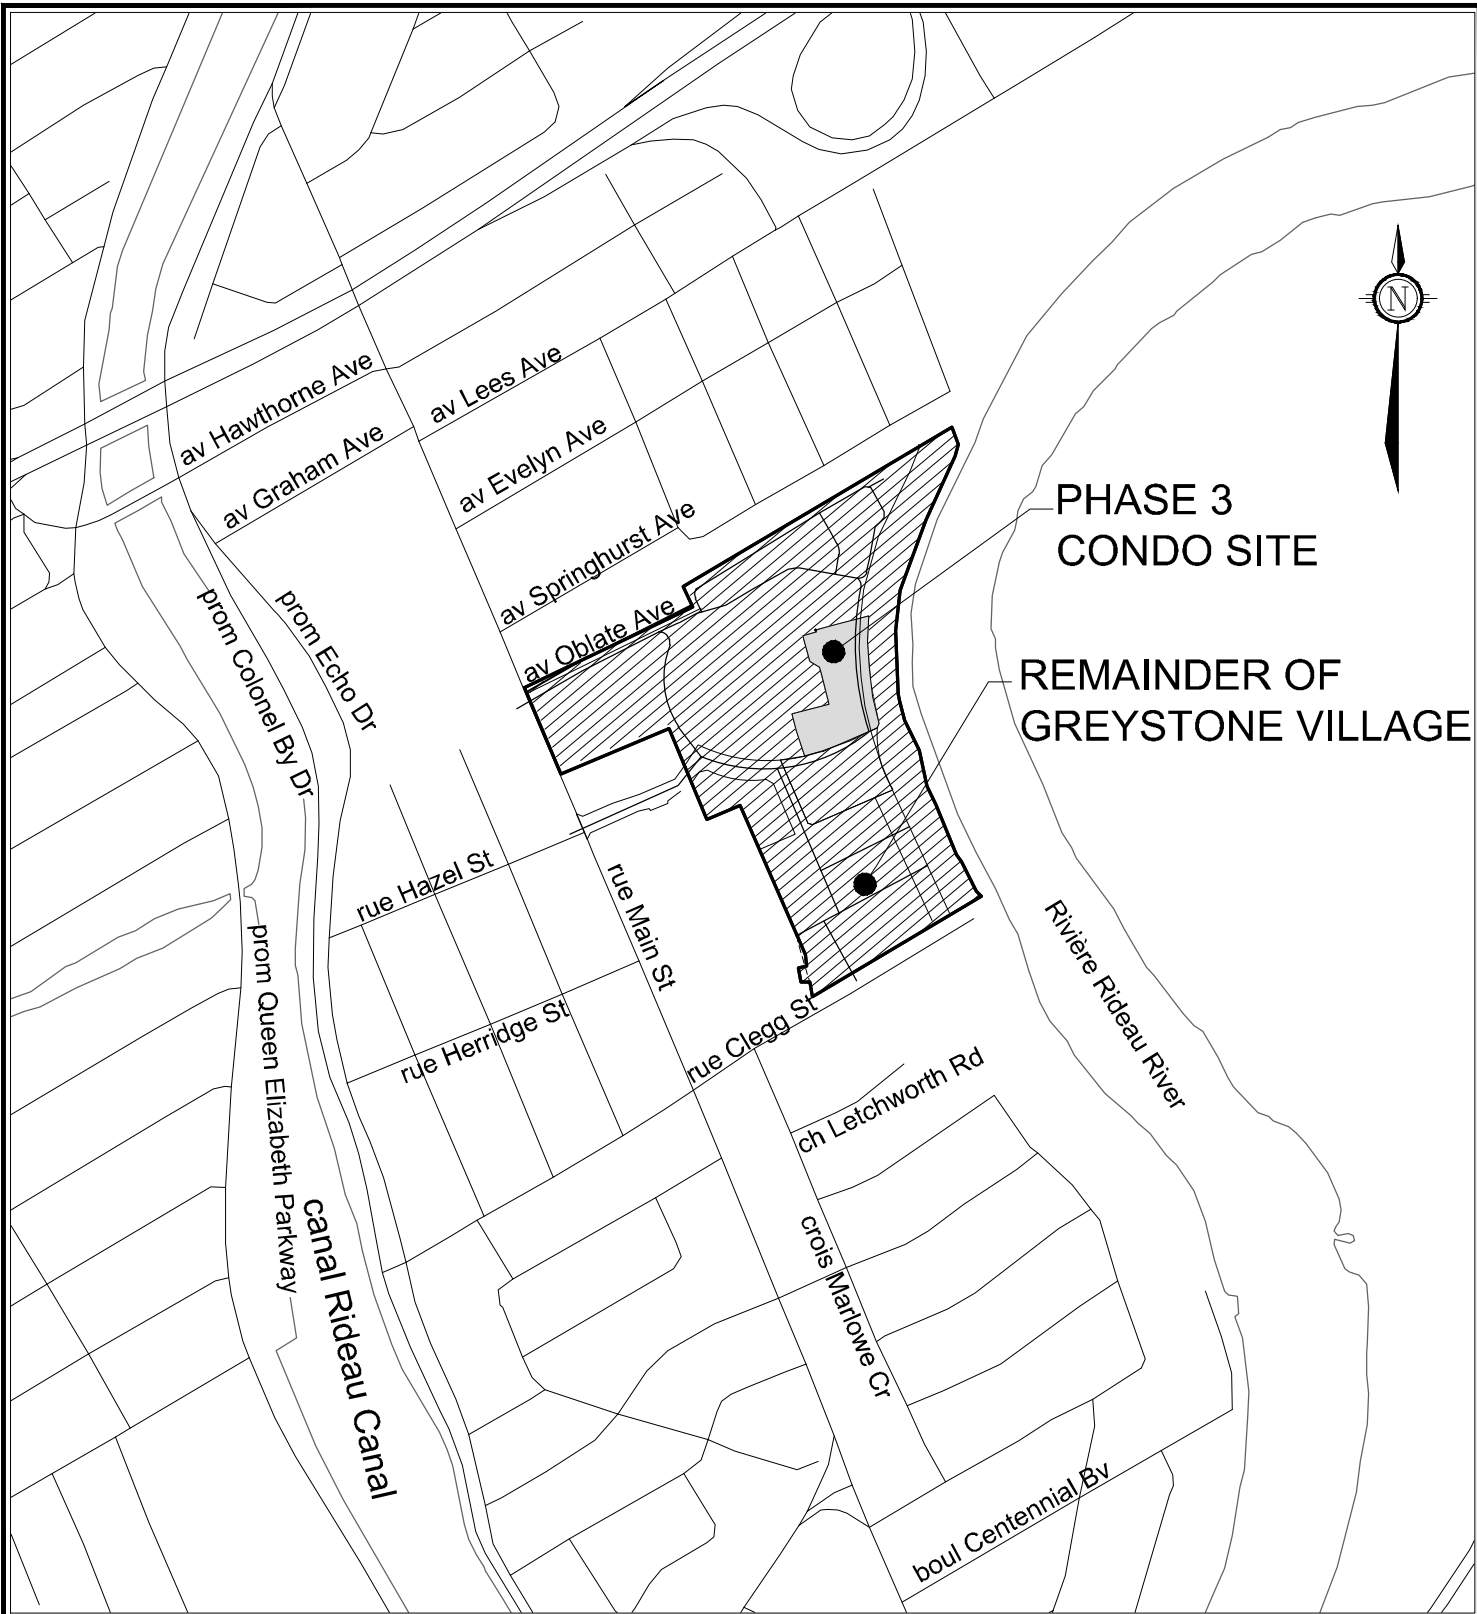 N
av Hawthorne Ave
av Lees Ave
av Graham Ave
av Evelyn Ave
av Springhurst Ave
av Oblate Ave
PHASE 3
CONDO SITE
REMAINDER OF
GREYSTONE VILLAGE
prom Echo Dr
prom Colonel By Dr
rue Hazel St
rue Main St
prom Queen Elizabeth Parkway
rue Herridge St
rue Clegg St
Rivière Rideau River
ch Letchworth Rd
canal Rideau Canal
crois Marlowe Cr
boul Centennial Bv